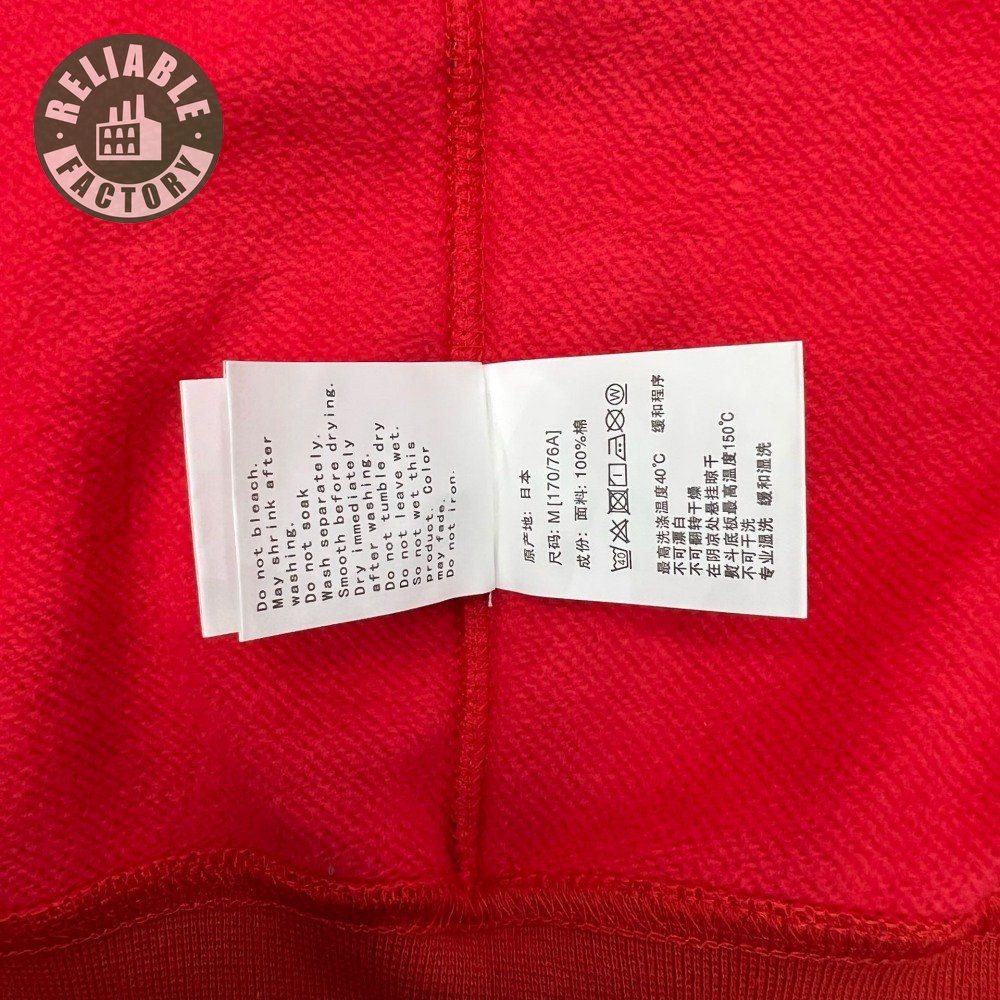 RELIABLE
FACTORY
Do not bleach.
May shrink after
washing.
Do not soak
Wash separately.
Smooth before drying.
Dry immediately
after washing.
Do not tumble dry
Do not leave wet.
So not wet this
Product. Color
may fade.
Do not iron.
原产地: 日本
尺码: M [170/76A]
成份: 面料: 100%棉
40 W
最高洗涤温度40℃ 缓和程序
不可漂白
不可翻转干燥
在阴凉处悬挂晾干
熨斗底板最高温度150℃
不可干洗
专业湿洗 缓和湿洗